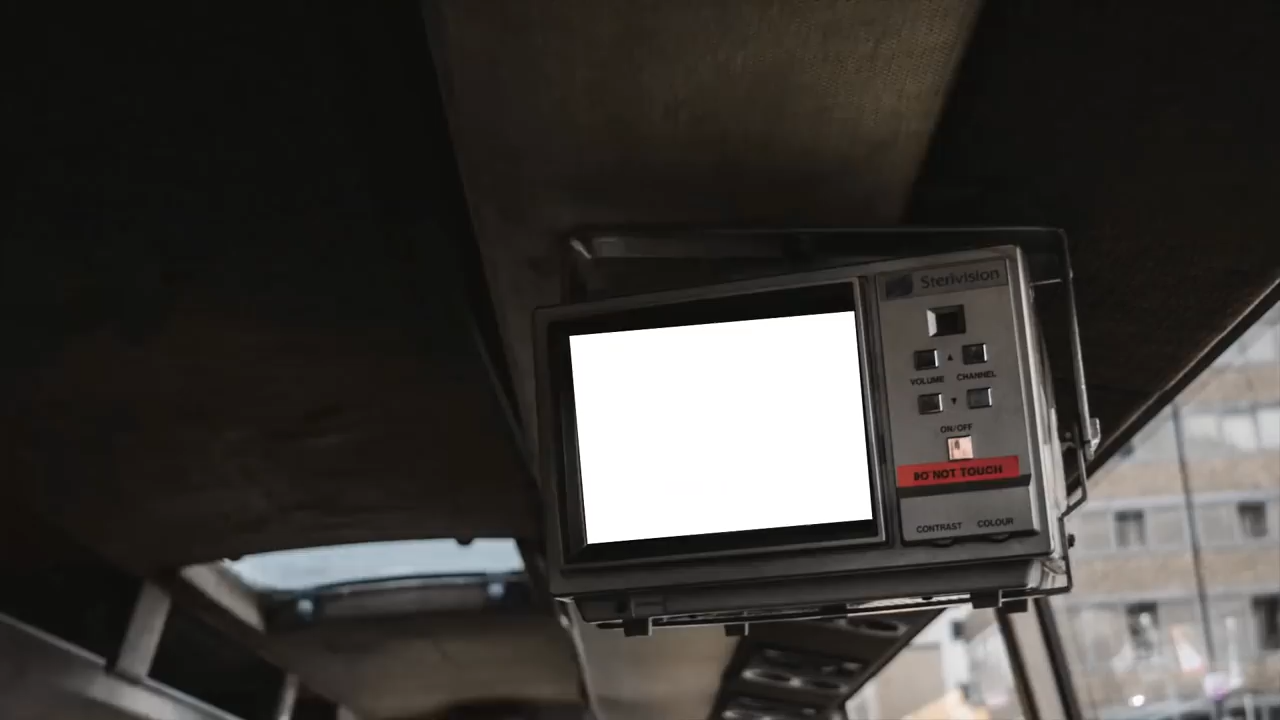 Sterivision
VOLUME CHANNEL
ON/OFF
DO NOT TOUCH
CONTRAST COLOUR